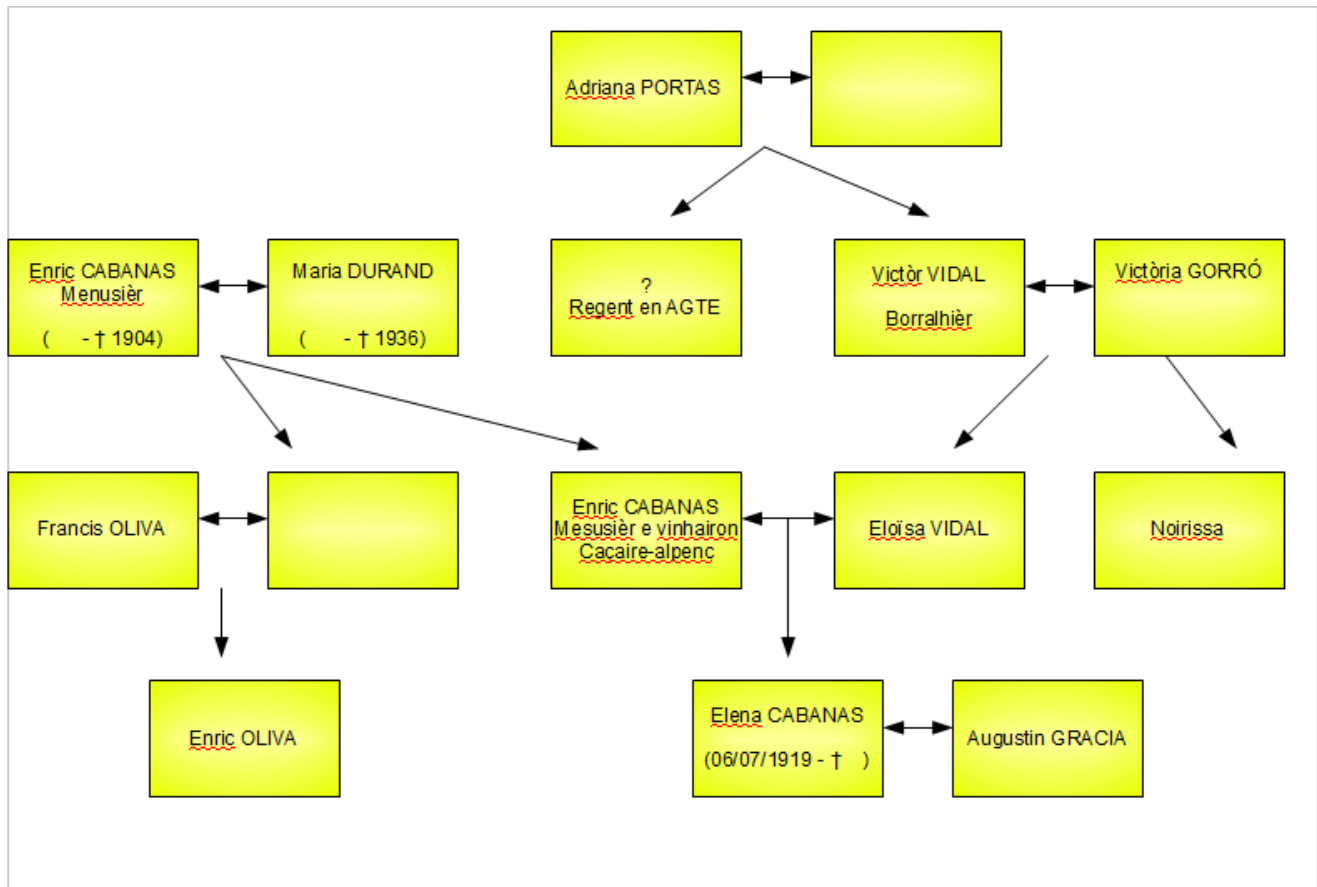 Adriana PORTAS
Enric CABANAS
Menusièr
( - † 1904)
Maria DURAND
( - † 1936)
?
Regent en AGTE
Victòr VIDAL
Borralhièr
Victòria GORRÓ
Francis OLIVA
Enric CABANAS
Mesusièr e vinhairon
Caçaire-alpenc
Eloïsa VIDAL
Noirissa
Enric OLIVA
Elena CABANAS
(06/07/1919 - † )
Augustin GRACIA